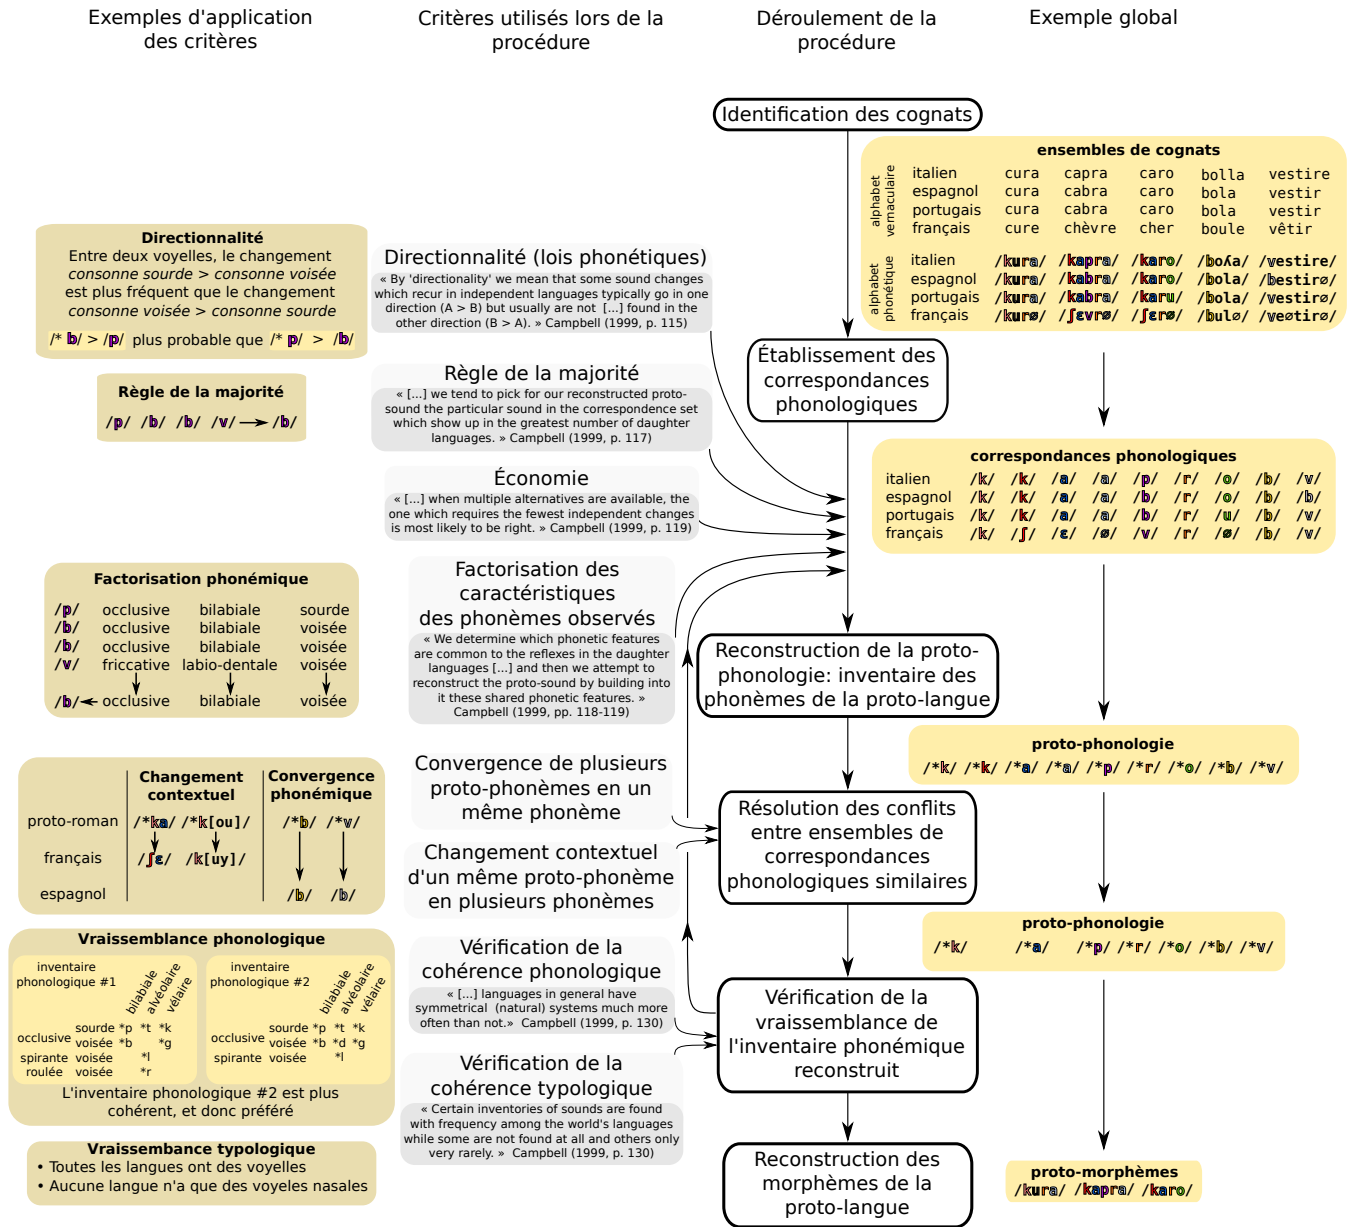 Exemples d'application
des critères
Critères utilisés lors de la
procédure
Déroulement de la
procédure
Exemple global
Directionnalité
Entre deux voyelles, le changement
consonne sourde > consonne voisée
est plus fréquent que le changement
consonne voisée > consonne sourde
/* b/ > /p/ plus probable que /* p/ > /b/
Règle de la majorité
/p/ /b/ /b/ /v/ /b/
Factorisation phonémique
/p/ occlusive bilabiale sourde
/b/ occlusive bilabiale voisée
/b/ occlusive bilabiale voisée
/v/ friccative labio-dentale voisée
/b/ occlusive bilabiale voisée
Changement
contextuel
Convergence
phonémique
proto-roman /*ka/ /*k[ou]/ /*b/ /*v/
français /ʃɛ/ /k[uy]/
espagnol /b/ /b/
Vraissemblance phonologique
inventaire
phonologique #1
bilabiale
alvéolaire
vélaire
occlusive
sourde *p *t *k
voisée *b *g
spirante voisée *l
roulée voisée *r
inventaire
phonologique #2
bilabiale
alvéolaire
vélaire
occlusive
sourde *p *t *k
voisée *b *d *g
spirante voisée *l
L'inventaire phonologique #2 est plus
cohérent, et donc préféré
Vraissembance typologique
• Toutes les langues ont des voyelles
• Aucune langue n'a que des voyeles nasales
Directionnalité (lois phonétiques)
« By 'directionality' we mean that some sound changes
which recur in independent languages typically go in one
direction (A > B) but usually are not [...] found in the
other direction (B > A). » Campbell (1999, p. 115)
Règle de la majorité
« [...] we tend to pick for our reconstructed proto-
sound the particular sound in the correspondence set
which show up in the greatest number of daughter
languages. » Campbell (1999, p. 117)
Économie
« [...] when multiple alternatives are available, the
one which requires the fewest independent changes
is most likely to be right. » Campbell (1999, p. 119)
Factorisation des
caractéristiques
des phonèmes observés
« We determine which phonetic features
are common to the reflexes in the daughter
languages [...] and then we attempt to
reconstruct the proto-sound by building into
it these shared phonetic features. »
Campbell (1999, pp. 118-119)
Convergence de plusieurs
proto-phonèmes en un
même phonème
Changement contextuel
d'un même proto-phonème
en plusieurs phonèmes
Vérification de la
cohérence phonologique
« [...] languages in general have
symmetrical (natural) systems much more
often than not.» Campbell (1999, p. 130)
Vérification de la
cohérence typologique
« Certain inventories of sounds are found
with frequency among the world's languages
while some are not found at all and others only
very rarely. » Campbell (1999, p. 130)
Identification des cognats
Établissement des
correspondances
phonologiques
Reconstruction de la proto-
phonologie: inventaire des
phonèmes de la proto-langue
Résolution des conflits
entre ensembles de
correspondances
phonologiques similaires
Vérification de la
vraissemblance de
l'inventaire phonémique
reconstruit
Reconstruction des
morphèmes de la
proto-langue
ensembles de cognats
alphabet
vernaculaire
italien cura capra caro bolla vestire
espagnol cura cabra caro bola vestir
portugais cura cabra caro bola vestir
français cure chèvre cher boule vêtir
alphabet
phonétique
italien /kura/ /kapra/ /karo/ /boʎa/ /vestire/
espagnol /kura/ /kabra/ /karo/ /bola/ /bestirø/
portugais /kura/ /kabra/ /karu/ /bola/ /vestirø/
français /kurø/ /ʃɛvrø/ /ʃɛrø/ /bulø/ /veøtirø/
correspondances phonologiques
italien /k/ /k/ /a/ /a/ /p/ /r/ /o/ /b/ /v/
espagnol /k/ /k/ /a/ /a/ /b/ /r/ /o/ /b/ /b/
portugais /k/ /k/ /a/ /a/ /b/ /r/ /u/ /b/ /v/
français /k/ /ʃ/ /ɛ/ /ø/ /v/ /r/ /ø/ /b/ /v/
proto-phonologie
/*k/ /*k/ /*a/ /*a/ /*p/ /*r/ /*o/ /*b/ /*v/
proto-phonologie
/*k/ /*a/ /*p/ /*r/ /*o/ /*b/ /*v/
proto-morphèmes
/kura/ /kapra/ /karo/